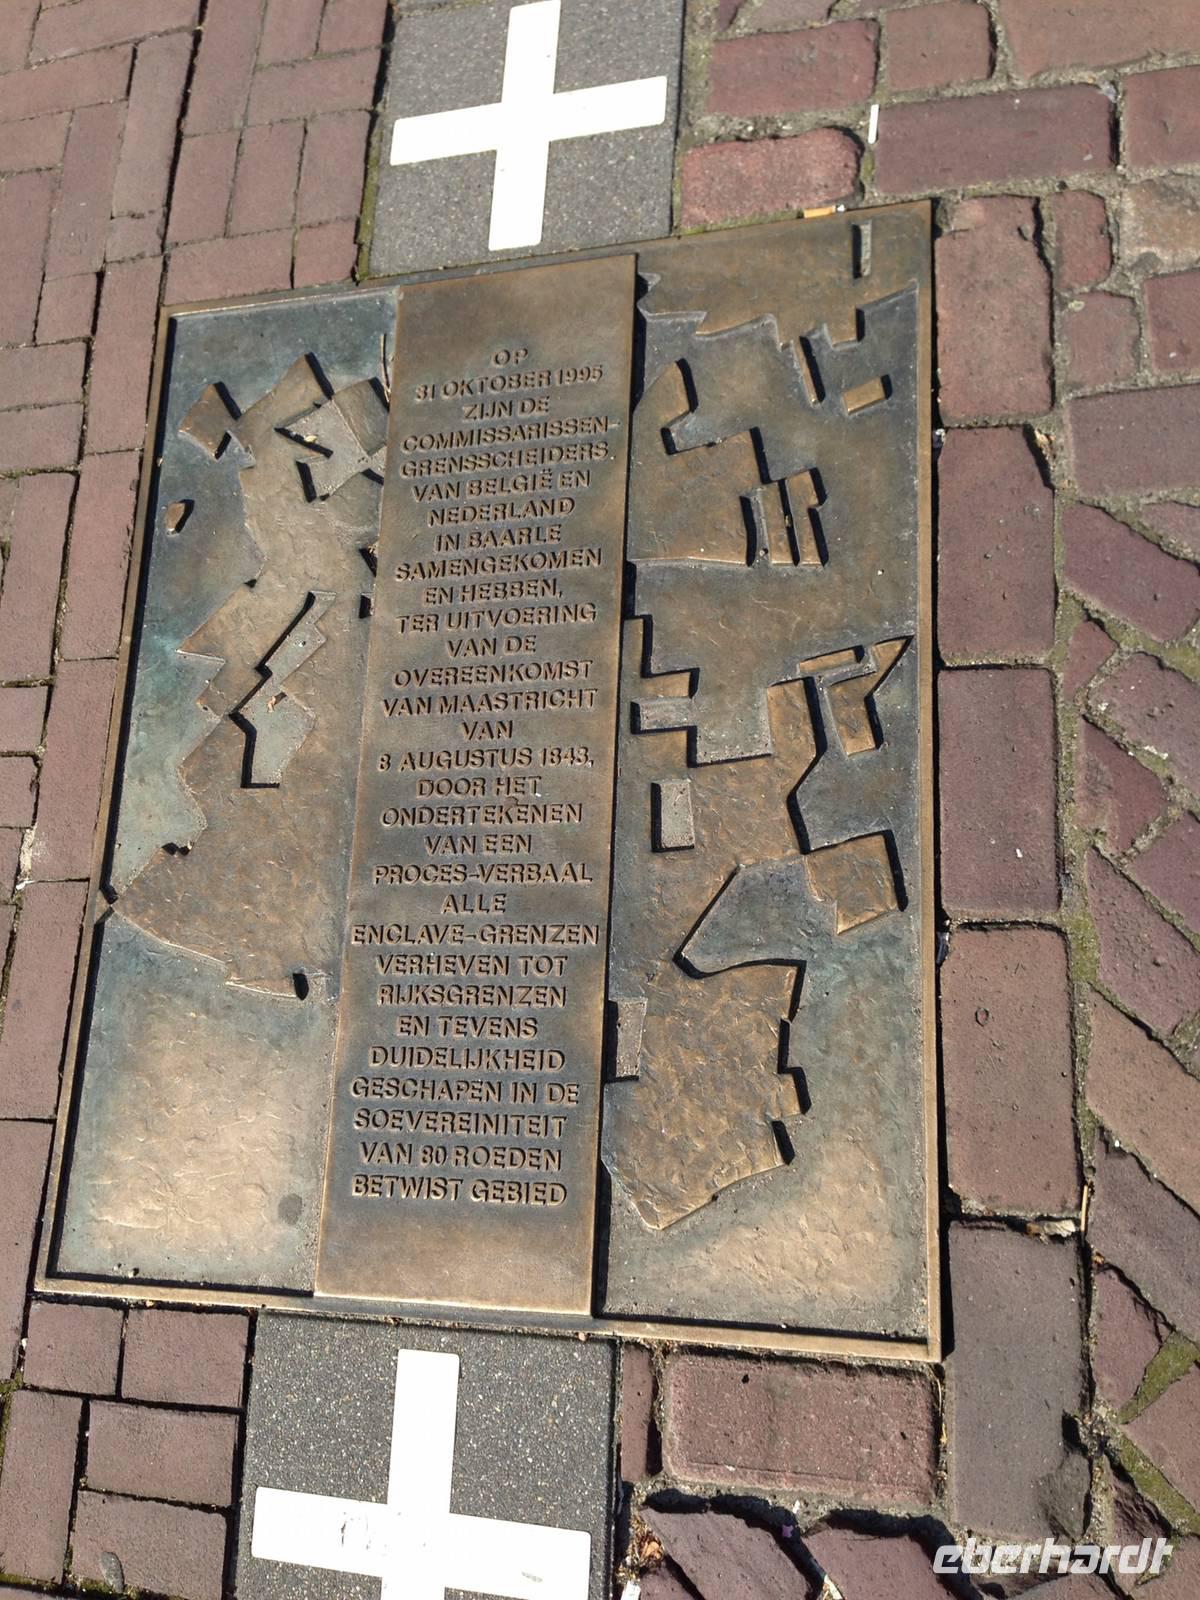 OP
31 OKTOBER 1995
ZIJN DE
COMMISSARISSEN-
GRENSSCHEIDERS
VAN BELGIË EN
NEDERLAND
IN BAARLE
SAMENGEKOMEN
EN HEBBEN,
TER UITVOERING
VAN DE
OVEREENKOMST
VAN MAASTRICHT
VAN
8 AUGUSTUS 1843,
DOOR HET
ONDERTEKENEN
VAN EEN
PROCES-VERBAAL
ALLE
ENCLAVE-GRENZEN
VERHEVEN TOT
RIJKSGRENZEN
EN TEVENS
DUIDELIJKHEID
GESCHAPEN IN DE
SOEVEREINITEIT
VAN 80 ROEDEN
BETWIST GEBIED
eberhardt